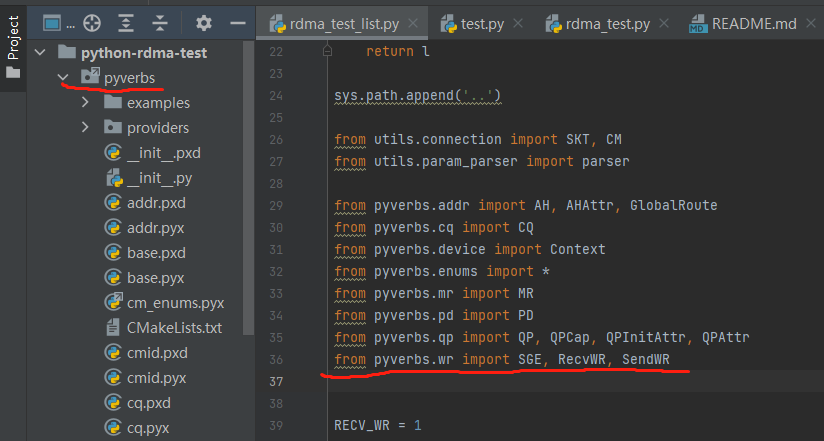 Project
...
python-rdma-test
pyverbs
examples
providers
__init__.pxd
__init__.py
addr.pxd
addr.pyx
base.pxd
base.pyx
cm_enums.pyx
CMakeLists.txt
cmid.pxd
cmid.pyx
cq.pxd
cq.pyx
rdma_test_list.py
test.py
rdma_test.py
MD
README.md
22 return l
23
24 sys.path.append('..')
25
26 from utils.connection import SKT, CM
27 from utils.param_parser import parser
28
29 from pyverbs.addr import AH, AHAttr, GlobalRoute
30 from pyverbs.cq import CQ
31 from pyverbs.device import Context
32 from pyverbs.enums import *
33 from pyverbs.mr import MR
34 from pyverbs.pd import PD
35 from pyverbs.qp import QP, QPCap, QPInitAttr, QPAttr
36 from pyverbs.wr import SGE, RecvWR, SendWR
37
38
39 RECV_WR = 1